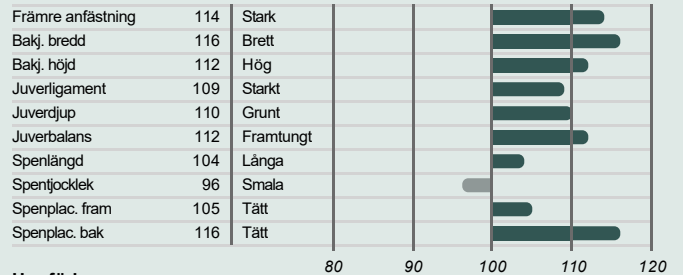 Främre anfästning 114 Stark
Bakj. bredd 116 Brett
Bakj. höjd 112 Hög
Juverligament 109 Starkt
Juverdjup 110 Grunt
Juverbalans 112 Framtungt
Spenlängd 104 Långa
Spentjocklek 96 Smala
Spenplac. fram 105 Tätt
Spenplac. bak 116 Tätt
80 90 100 110 120